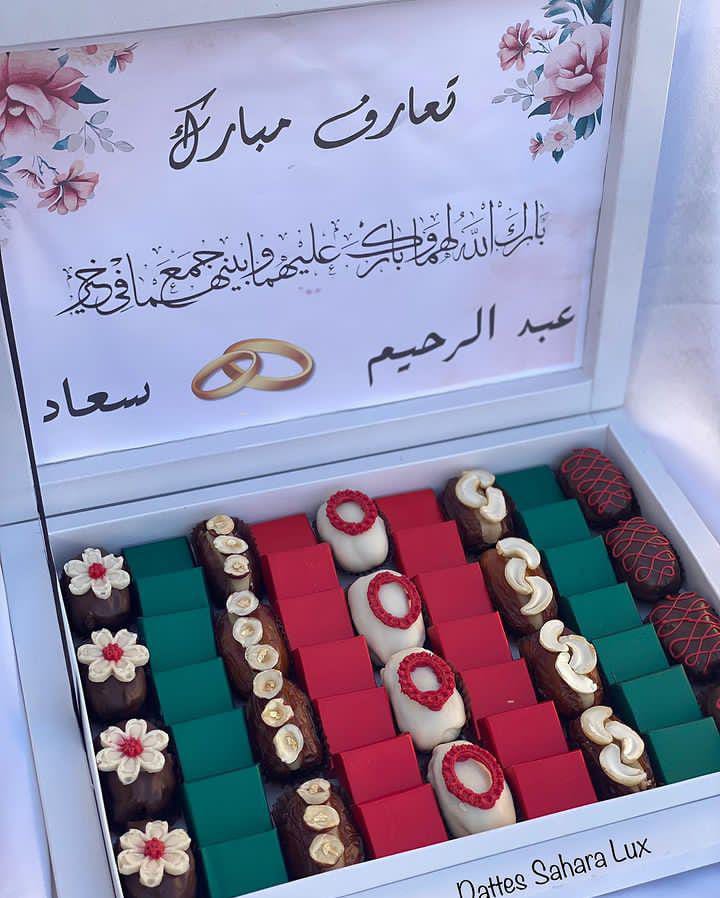 تعارف مبارك
بارك الله لهما وبارك عليهما وجمع بينهما في خير
عبد الرحيم
سعاد
Dattes Sahara Lux